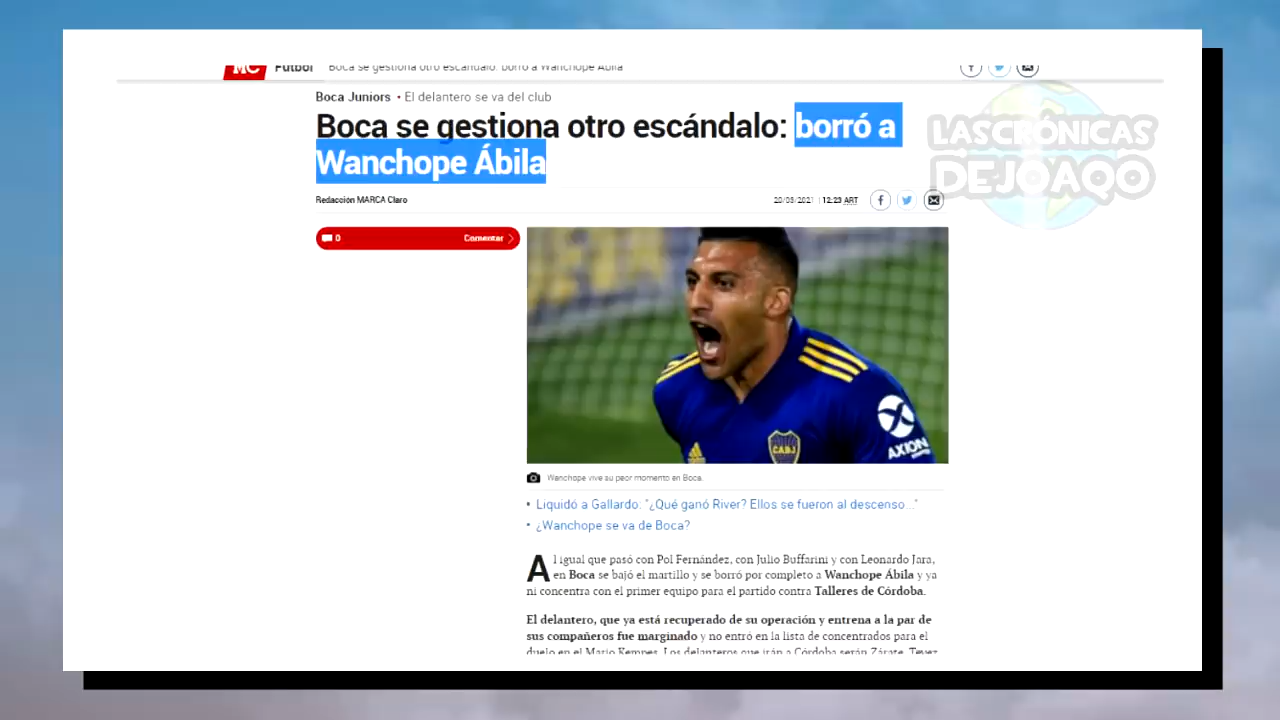 MC Fútbol Boca se gestiona otro escándalo: borró a Wanchope Ábila
Boca Juniors • El delantero se va del club
Boca se gestiona otro escándalo: borró a
Wanchope Ábila
LAS CRÓNICAS
DE JOAQO
Redacción MARCA Claro
20/03/2021 | 12:23 ART
0 Comentar
CABJ
AXION
Wanchope vive su peor momento en Boca.
• Liquidó a Gallardo: "¿Qué ganó River? Ellos se fueron al descenso..."
• ¿Wanchope se va de Boca?
Al igual que pasó con Pol Fernández, con Julio Buffarini y con Leonardo Jara,
en Boca se bajó el martillo y se borró por completo a Wanchope Ábila y ya
ni concentra con el primer equipo para el partido contra Talleres de Córdoba.
El delantero, que ya está recuperado de su operación y entrena a la par de
sus compañeros fue marginado y no entró en la lista de concentrados para el
duelo en el Mario Kempes. Los delanteros que irán a Córdoba serán Zárate, Tevez,